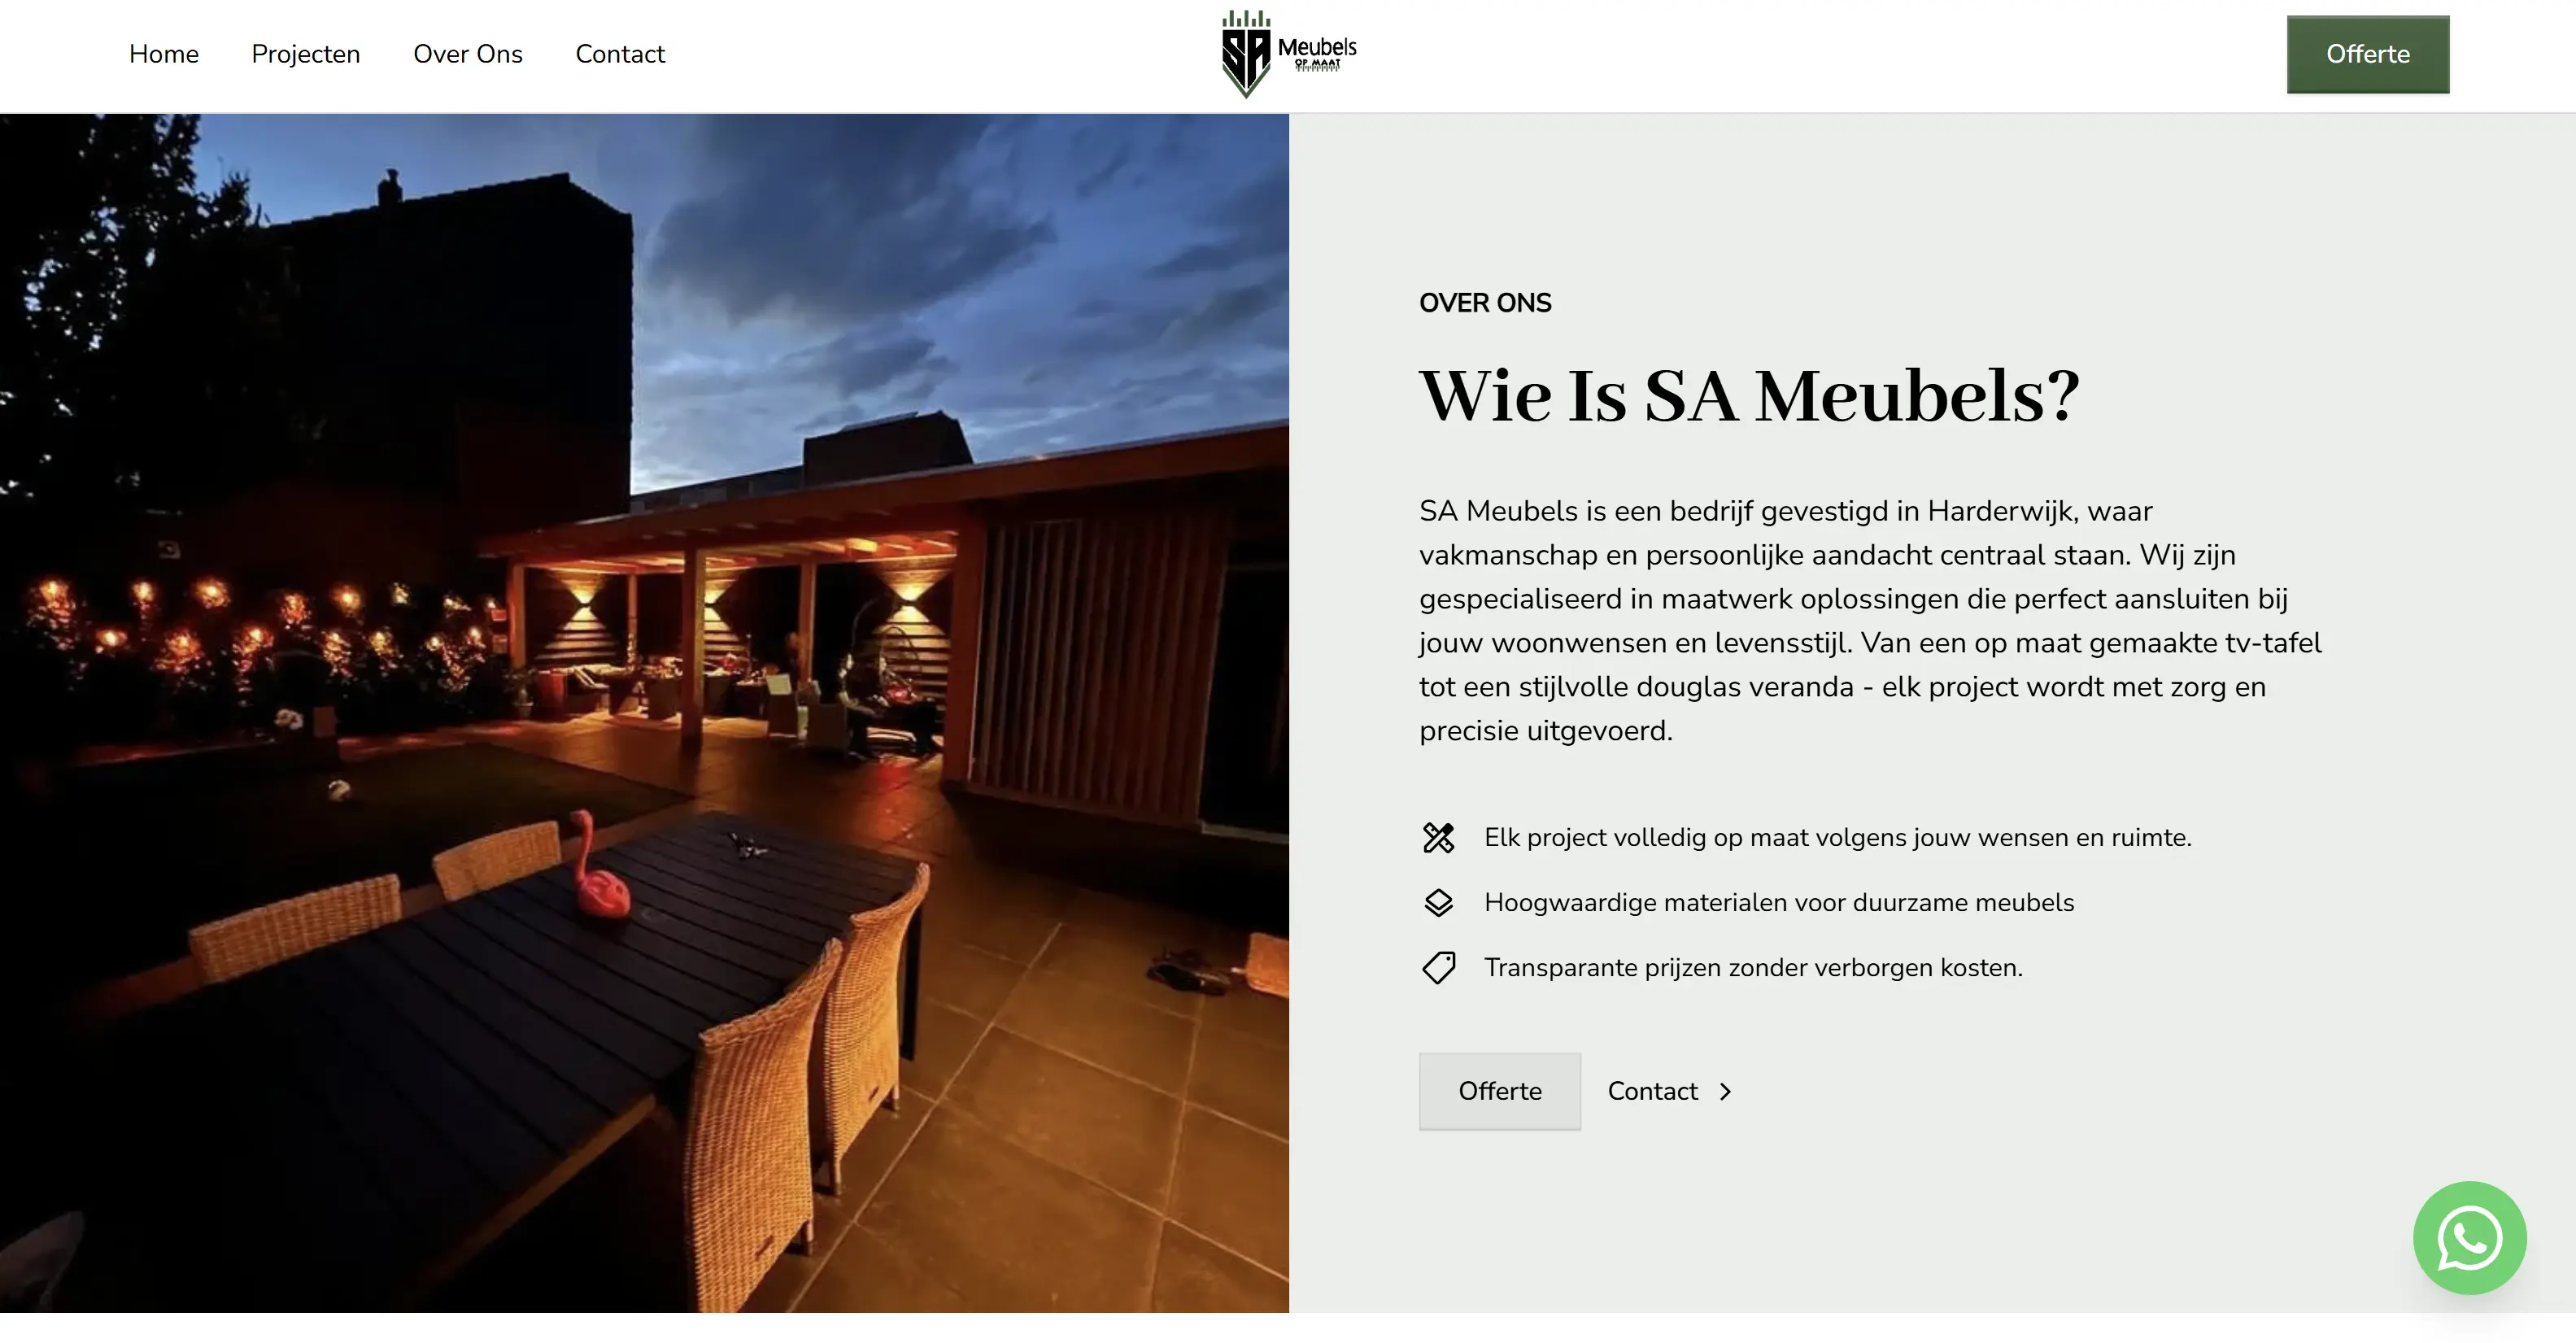 Home
Projecten
Over Ons
Contact
SA
Meubels
OP MAAT
Offerte
OVER ONS
Wie Is SA Meubels?
SA Meubels is een bedrijf gevestigd in Harderwijk, waar
vakmanschap en persoonlijke aandacht centraal staan. Wij zijn
gespecialiseerd in maatwerk oplossingen die perfect aansluiten bij
jouw woonwensen en levensstijl. Van een op maat gemaakte tv-tafel
tot een stijlvolle douglas veranda - elk project wordt met zorg en
precisie uitgevoerd.
Elk project volledig op maat volgens jouw wensen en ruimte.
Hoogwaardige materialen voor duurzame meubels
Transparante prijzen zonder verborgen kosten.
Offerte
Contact